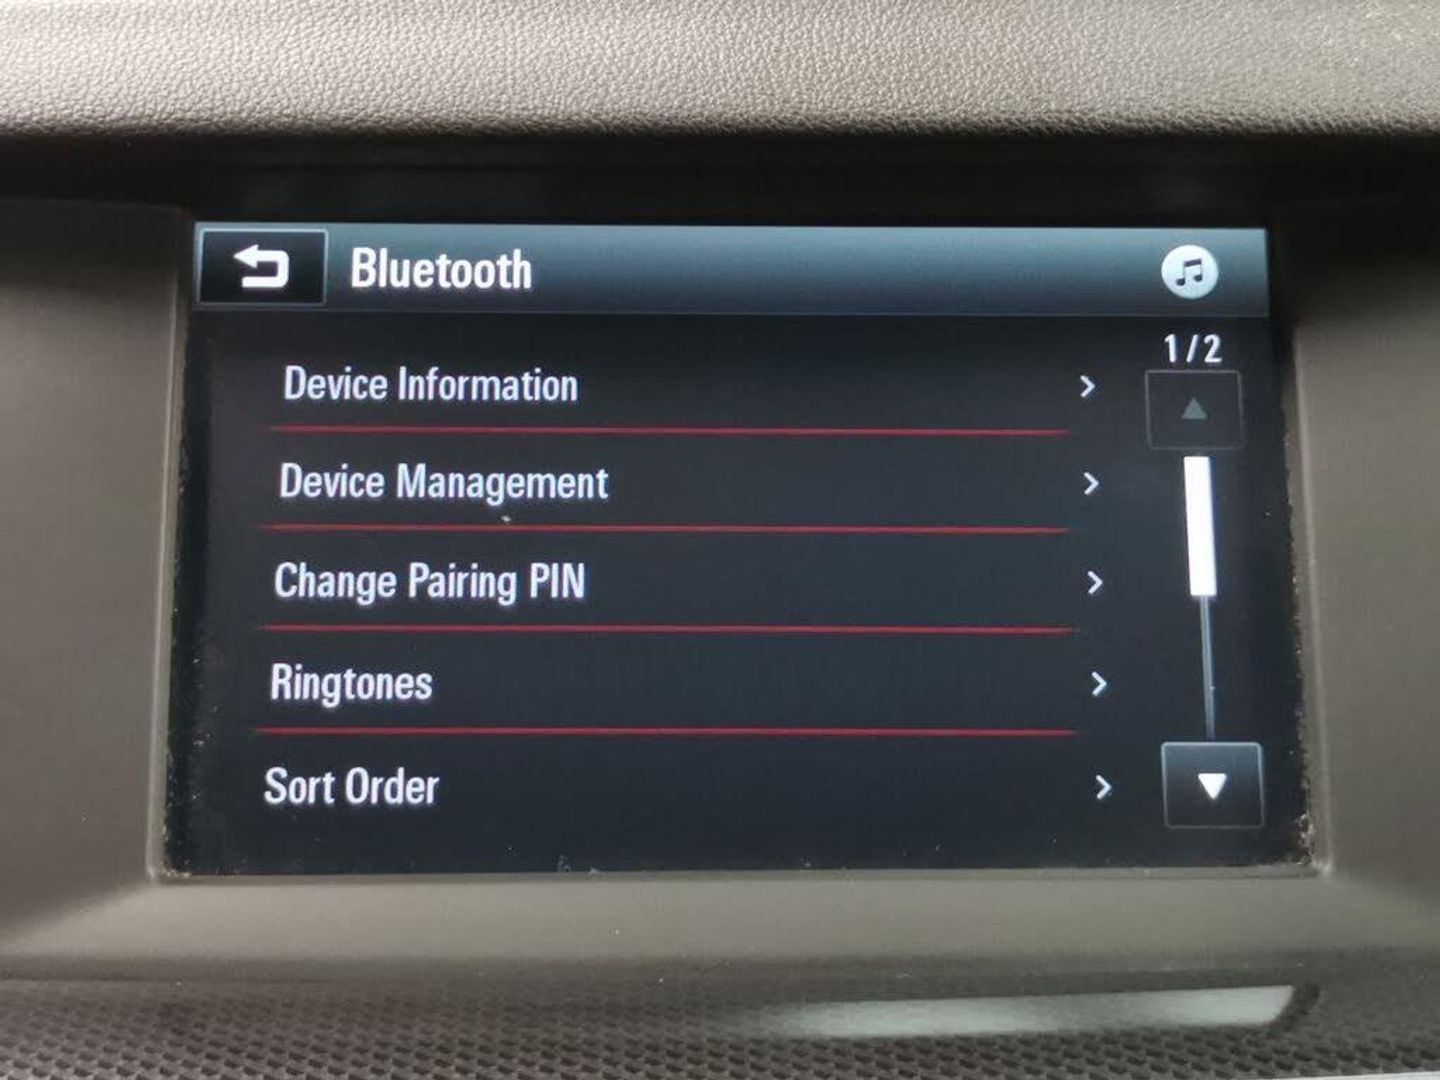 Bluetooth
1/2
Device Information
Device Management
Change Pairing PIN
Ringtones
Sort Order